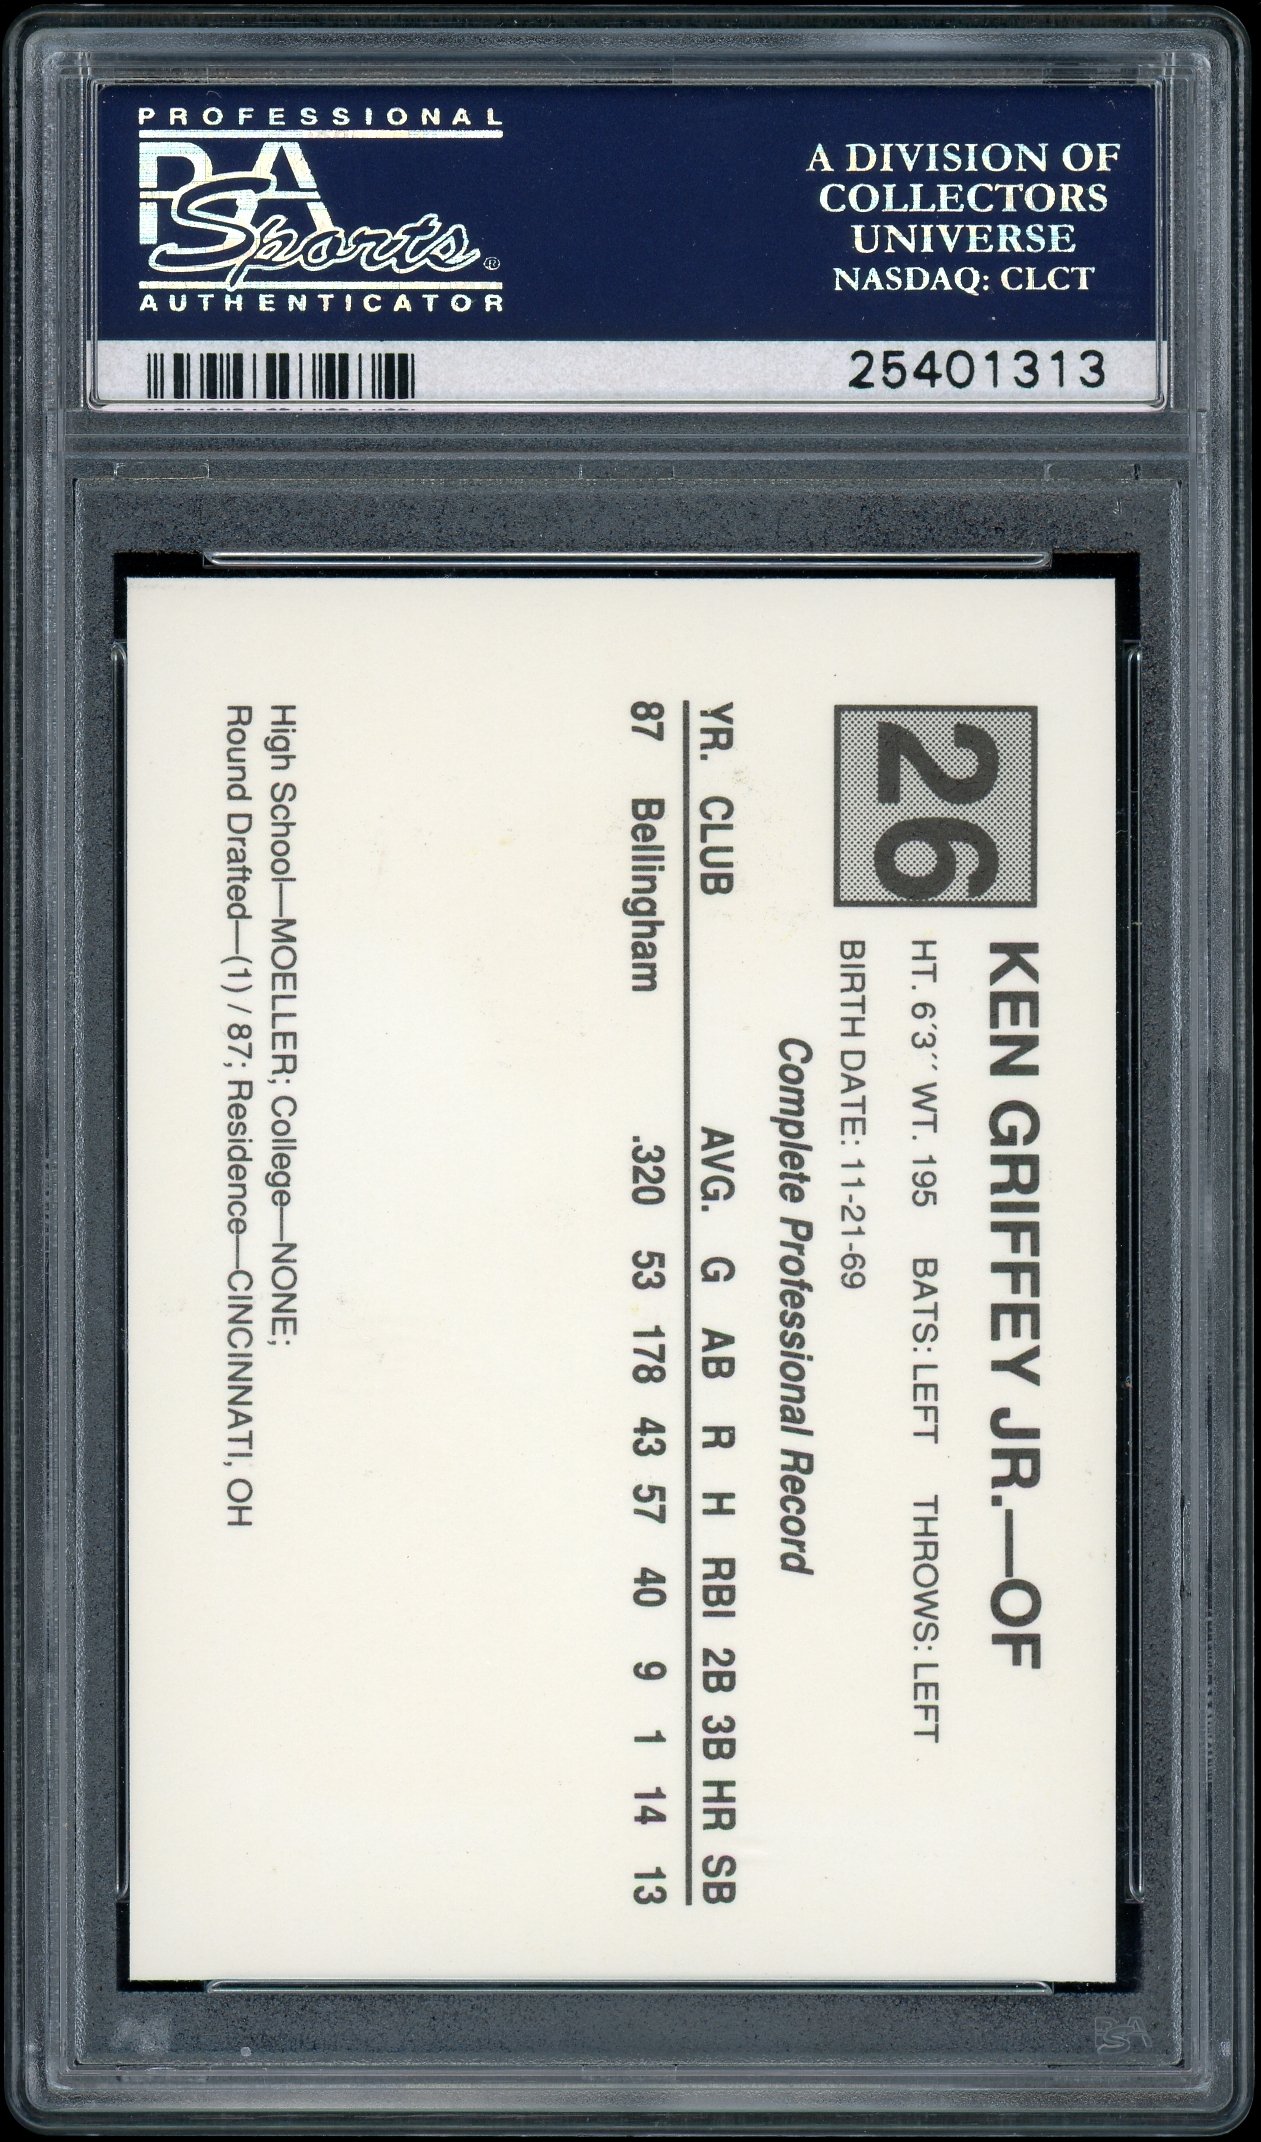 PROFESSIONAL
PSA
Sports®
AUTHENTICATOR
A DIVISION OF
COLLECTORS
UNIVERSE
NASDAQ: CLCT
25401313
26
KEN GRIFFEY JR.—OF
HT. 6´3´´ WT. 195 BATS: LEFT THROWS: LEFT
BIRTH DATE: 11-21-69
Complete Professional Record
YR. CLUB AVG. G AB R H RBI 2B 3B HR SB
87 Bellingham .320 53 178 43 57 40 9 1 14 13
High School—MOELLER; College—NONE;
Round Drafted—(1) / 87; Residence—CINCINNATI, OH
PSA